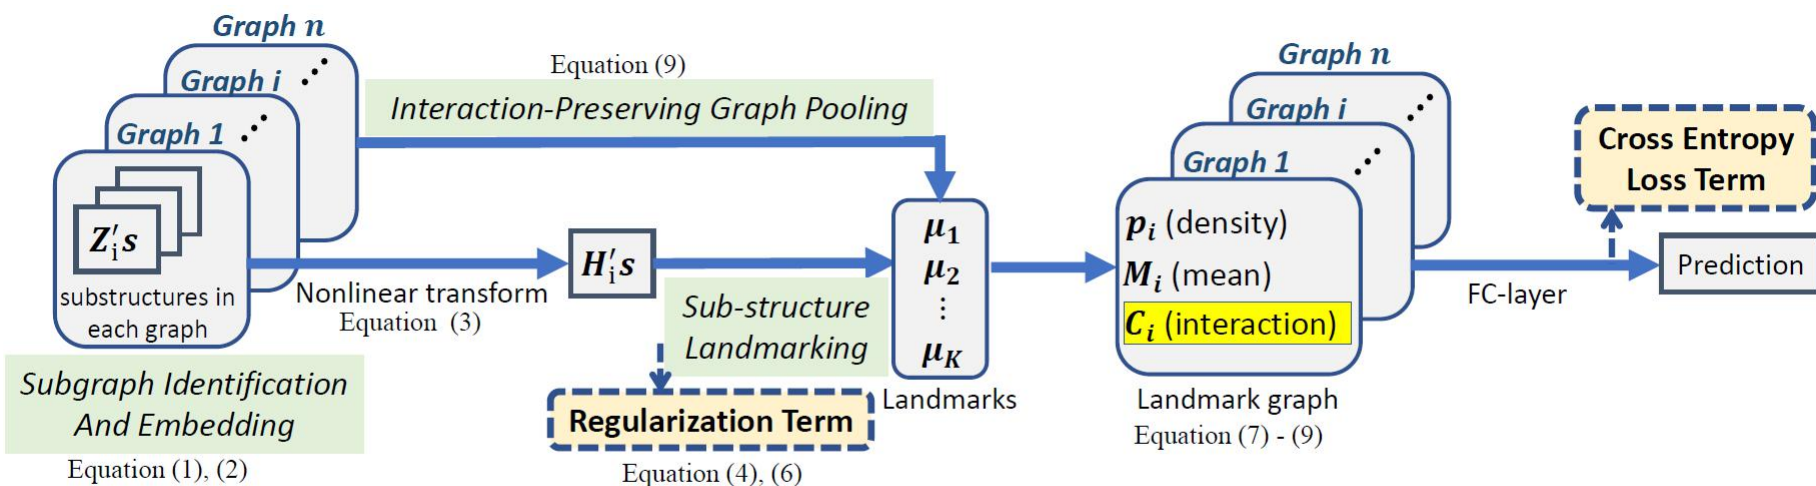 Graph n
Graph i
Graph 1
Z'ᵢs
substructures in
each graph
Subgraph Identification
And Embedding
Equation (1), (2)
Equation (9)
Interaction-Preserving Graph Pooling
Nonlinear transform
Equation (3)
H'ᵢs
Sub-structure
Landmarking
Regularization Term
Equation (4), (6)
μ₁
μ₂
⋮
μ_K
Landmarks
Graph n
Graph i
Graph 1
pᵢ (density)
Mᵢ (mean)
Cᵢ (interaction)
Landmark graph
Equation (7) - (9)
FC-layer
Cross Entropy
Loss Term
Prediction